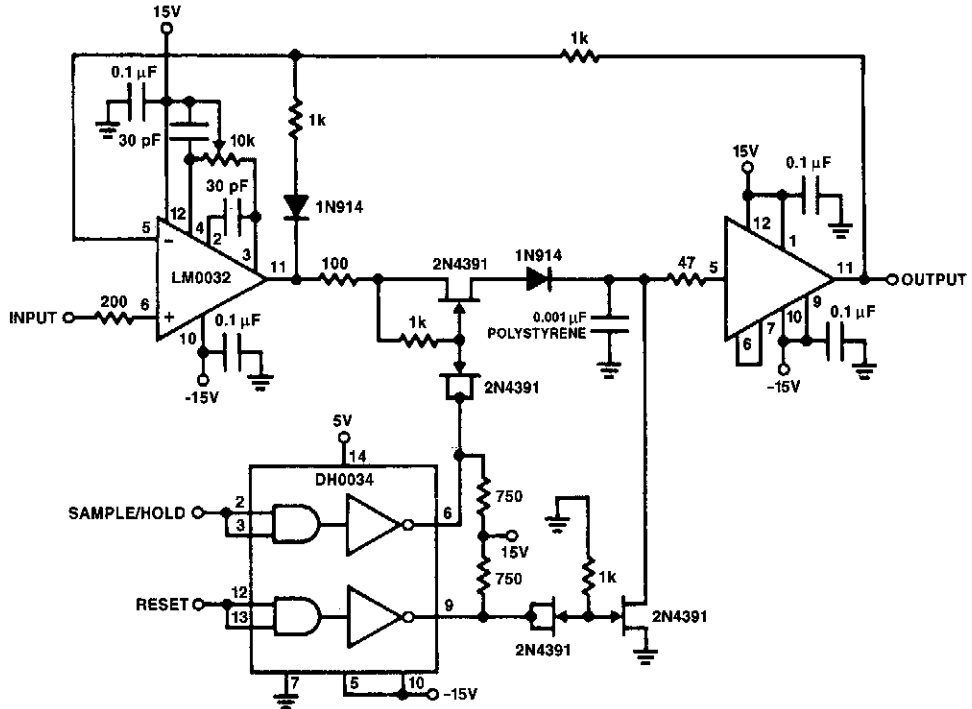 15V
1k
0.1 μF
1k
30 pF
10k
15V
0.1 μF
30 pF
1N914
12
4
2
3
5
−
LM0032
11
100
2N4391
1N914
47
5
12
1
11
OUTPUT
INPUT
200
6
+
10
0.1 μF
1k
0.001 μF
POLYSTYRENE
9
10
7
6
0.1 μF
-15V
-15V
2N4391
5V
14
DH0034
750
SAMPLE/HOLD
2
3
6
15V
750
1k
RESET
12
13
9
2N4391
2N4391
7
5
10
-15V